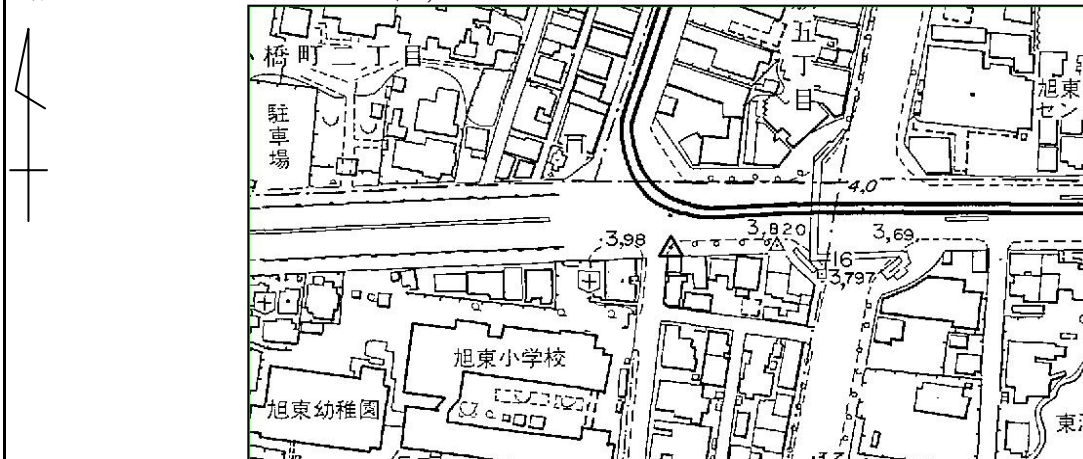 橋町二丁目
駐車場
五丁目
旭東
セン
4.0
3,98
3,820
3,69
16
3,797
旭東小学校
旭東幼稚園